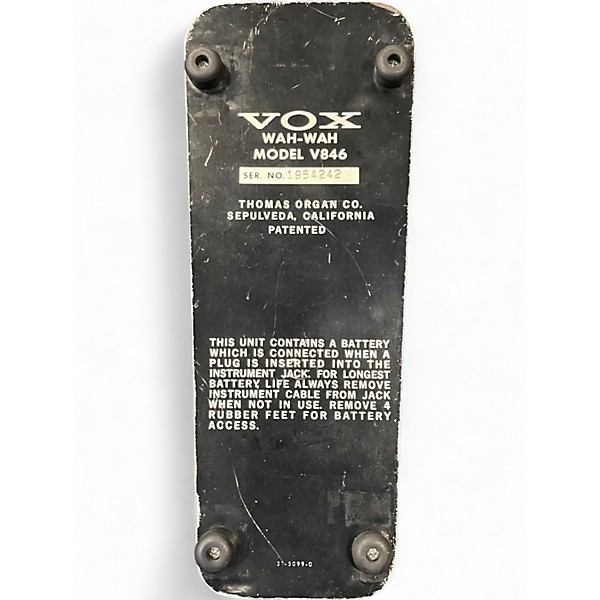 VOX
WAH-WAH
MODEL V846
SER. NO. 1954242
THOMAS ORGAN CO.
SEPULVEDA, CALIFORNIA
PATENTED
THIS UNIT CONTAINS A BATTERY
WHICH IS CONNECTED WHEN A
PLUG IS INSERTED INTO THE
INSTRUMENT JACK. FOR LONGEST
BATTERY LIFE ALWAYS REMOVE
INSTRUMENT CABLE FROM JACK
WHEN NOT IN USE. REMOVE 4
RUBBER FEET FOR BATTERY
ACCESS.